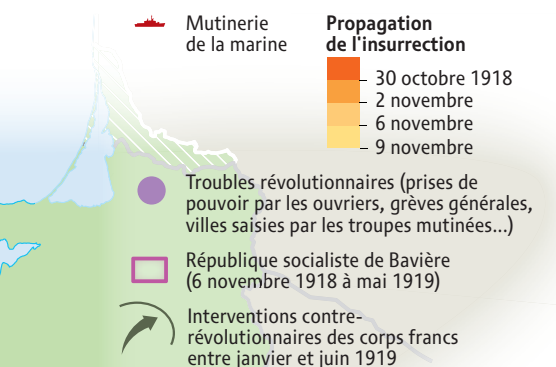 Mutinerie
de la marine
Propagation
de l'insurrection
30 octobre 1918
2 novembre
6 novembre
9 novembre
Troubles révolutionnaires (prises de
pouvoir par les ouvriers, grèves générales,
villes saisies par les troupes mutinées...)
République socialiste de Bavière
(6 novembre 1918 à mai 1919)
Interventions contre-
révolutionnaires des corps francs
entre janvier et juin 1919